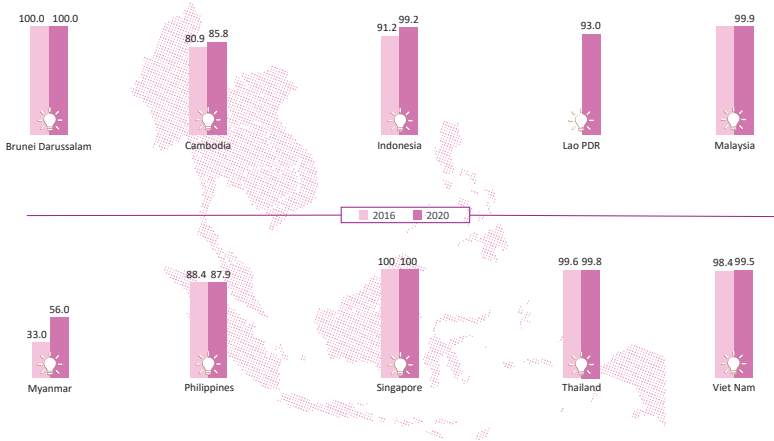 100.0 100.0
80.9 85.8
91.2 99.2
93.0
99.9
Brunei Darussalam
Cambodia
Indonesia
Lao PDR
Malaysia
2016 2020
33.0 56.0
88.4 87.9
100 100
99.6 99.8
98.4 99.5
Myanmar
Philippines
Singapore
Thailand
Viet Nam